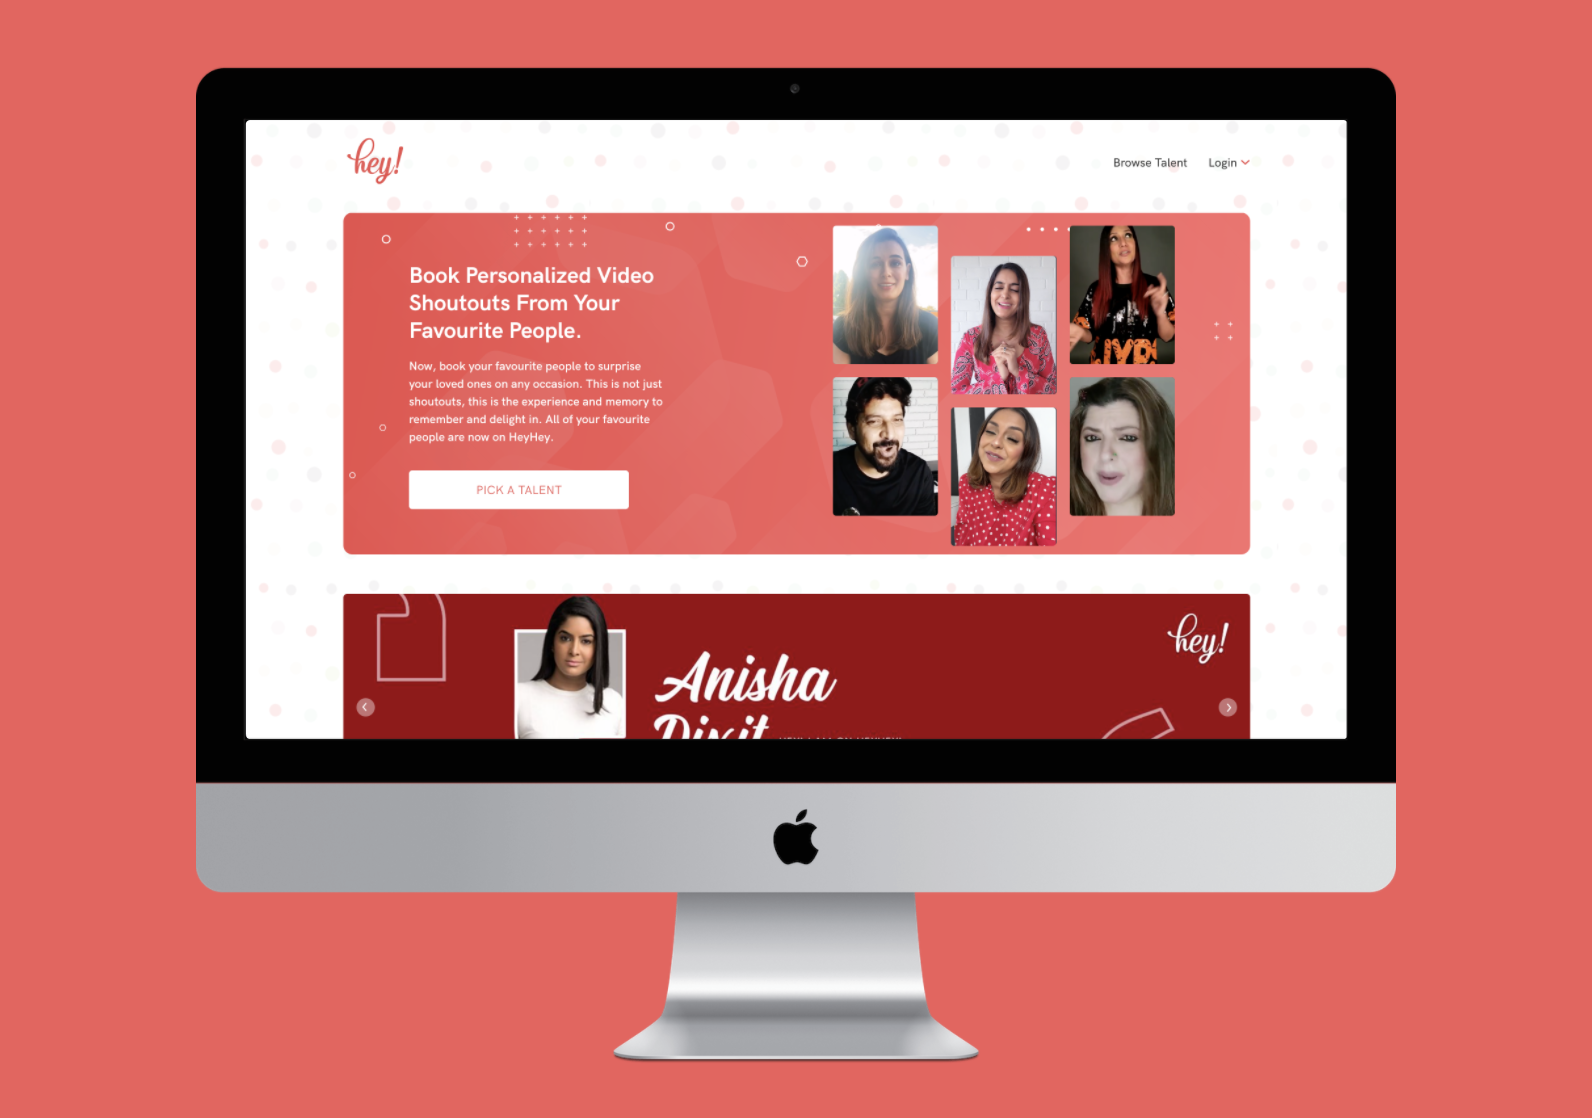 hey!
Browse Talent
Login
Book Personalized Video
Shoutouts From Your
Favourite People.
Now, book your favourite people to surprise
your loved ones on any occasion. This is not just
shoutouts, this is the experience and memory to
remember and delight in. All of your favourite
people are now on HeyHey.
PICK A TALENT
hey!
Anisha
Dixit